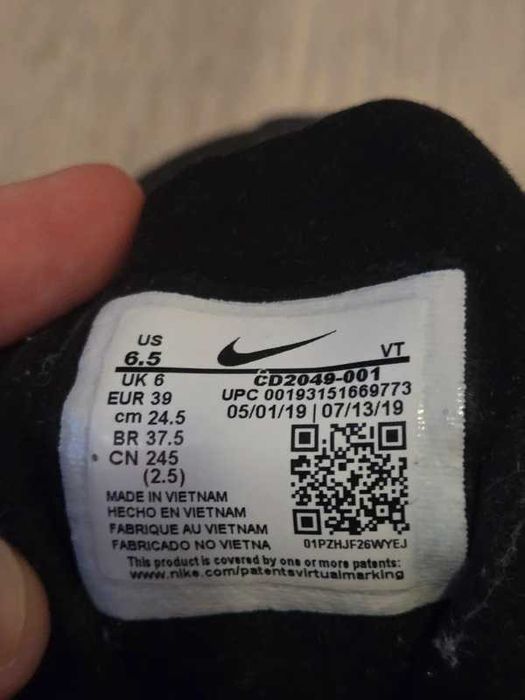 US
6.5
VT
UK 6
CD2049-001
EUR 39
UPC 00193151669773
cm 24.5
05/01/19 | 07/13/19
BR 37.5
CN 245
(2.5)
MADE IN VIETNAM
HECHO EN VIETNAM
FABRIQUE AU VIETNAM
FABRICADO NO VIETNA
01PZHJF26WYEJ
This product is covered by one or more patents:
www.nike.com/patentsvirtualmarking